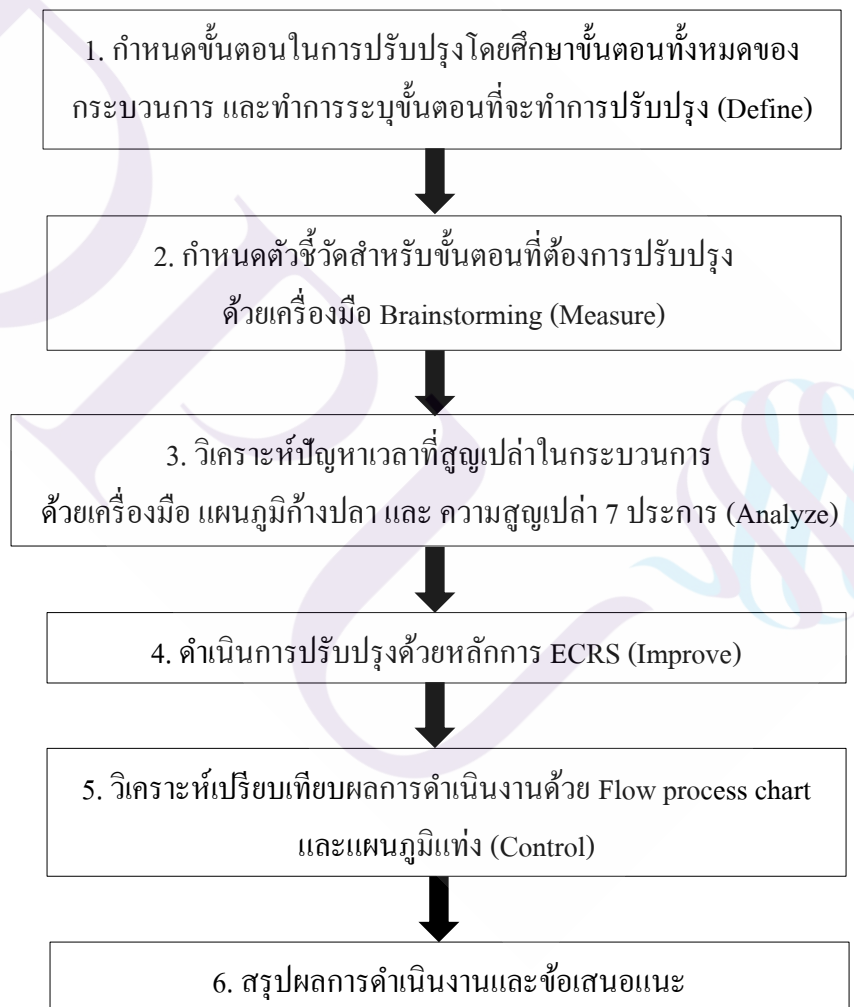 1. กำหนดขั้นตอนในการปรับปรุงโดยศึกษาขั้นตอนทั้งหมดของ
กระบวนการ และทำการระบุขั้นตอนที่จะทำการปรับปรุง (Define)
2. กำหนดตัวชี้วัดสำหรับขั้นตอนที่ต้องการปรับปรุง
ด้วยเครื่องมือ Brainstorming (Measure)
3. วิเคราะห์ปัญหาเวลาที่สูญเปล่าในกระบวนการ
ด้วยเครื่องมือ แผนภูมิก้างปลา และ ความสูญเปล่า 7 ประการ (Analyze)
4. ดำเนินการปรับปรุงด้วยหลักการ ECRS (Improve)
5. วิเคราะห์เปรียบเทียบผลการดำเนินงานด้วย Flow process chart
และแผนภูมิแท่ง (Control)
6. สรุปผลการดำเนินงานและข้อเสนอแนะ